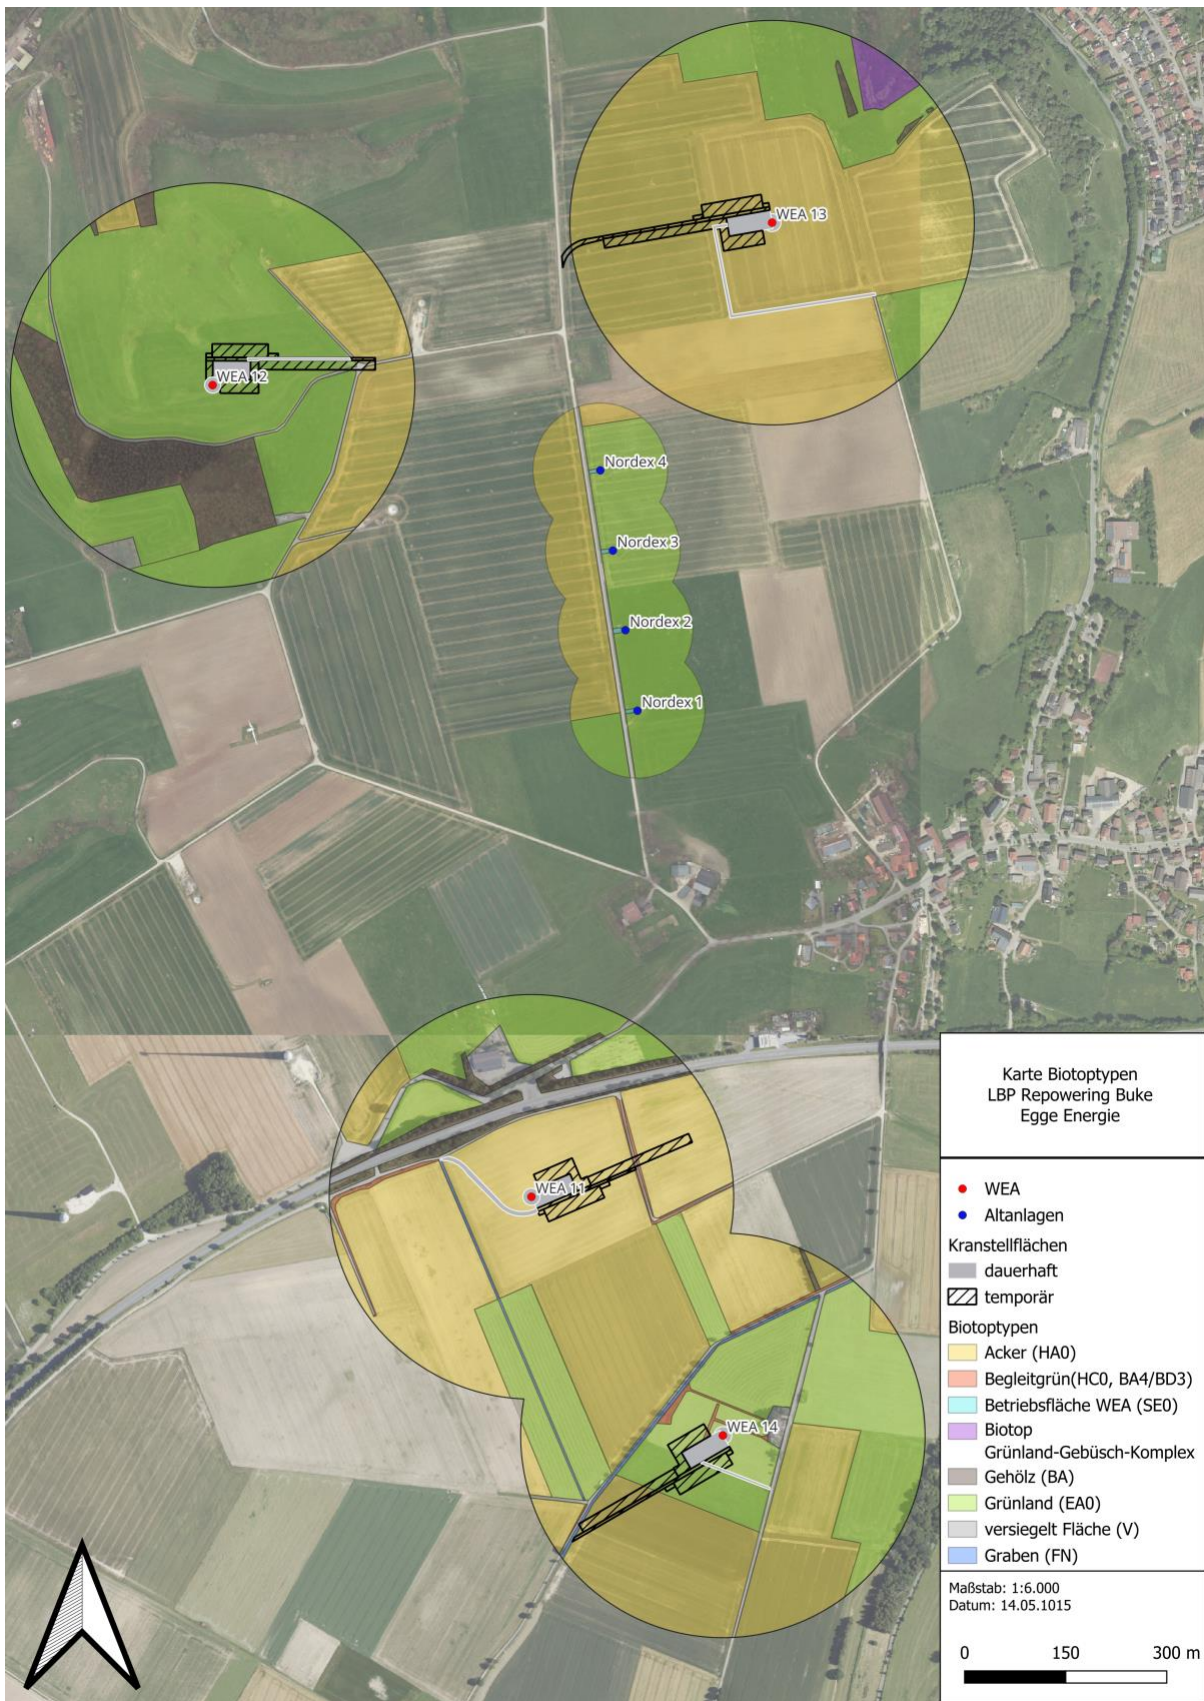 WEA 13
WEA 12
Nordex 4
Nordex 3
Nordex 2
Nordex 1
WEA 11
WEA 14
Karte Biotoptypen
LBP Repowering Buke
Egge Energie
WEA
Altanlagen
Kranstellflächen
dauerhaft
temporär
Biotoptypen
Acker (HA0)
Begleitgrün(HC0, BA4/BD3)
Betriebsfläche WEA (SE0)
Biotop
Grünland-Gebüsch-Komplex
Gehölz (BA)
Grünland (EA0)
versiegelt Fläche (V)
Graben (FN)
Maßstab: 1:6.000
Datum: 14.05.1015
0 150 300 m